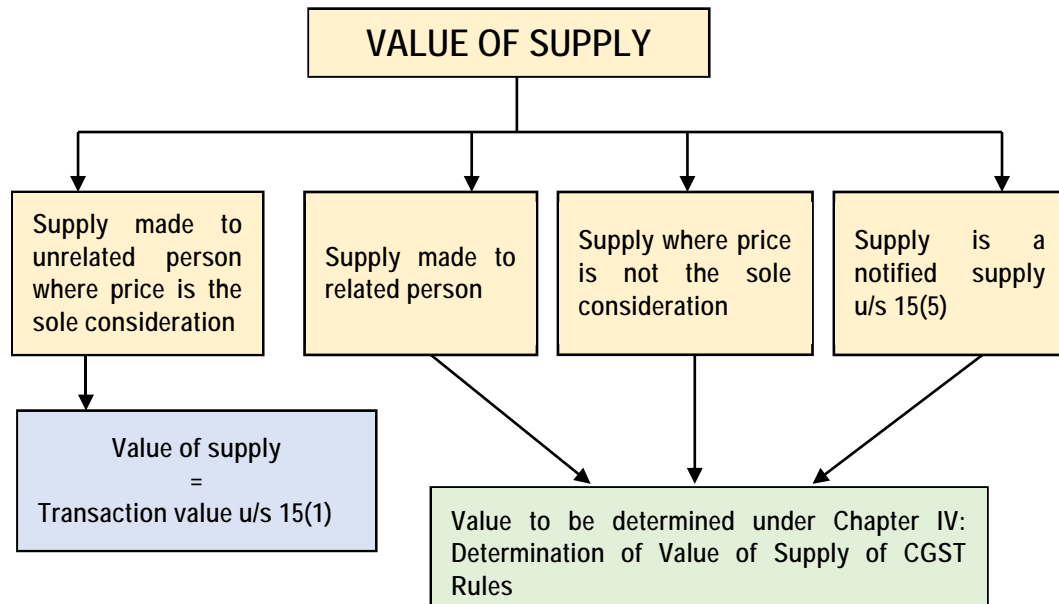 VALUE OF SUPPLY
Supply made to
unrelated person
where price is the
sole consideration
Supply made to
related person
Supply where price
is not the sole
consideration
Supply is a
notified supply
u/s 15(5)
Value of supply
=
Transaction value u/s 15(1)
Value to be determined under Chapter IV:
Determination of Value of Supply of CGST
Rules